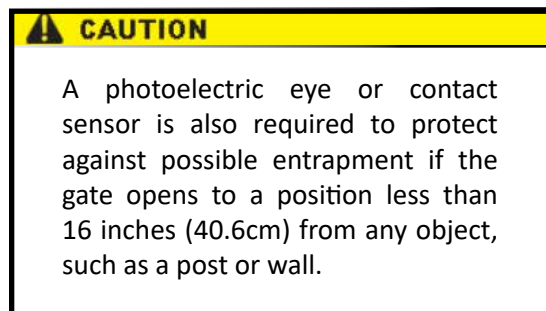 CAUTION
A photoelectric eye or contact
sensor is also required to protect
against possible entrapment if the
gate opens to a position less than
16 inches (40.6cm) from any object,
such as a post or wall.